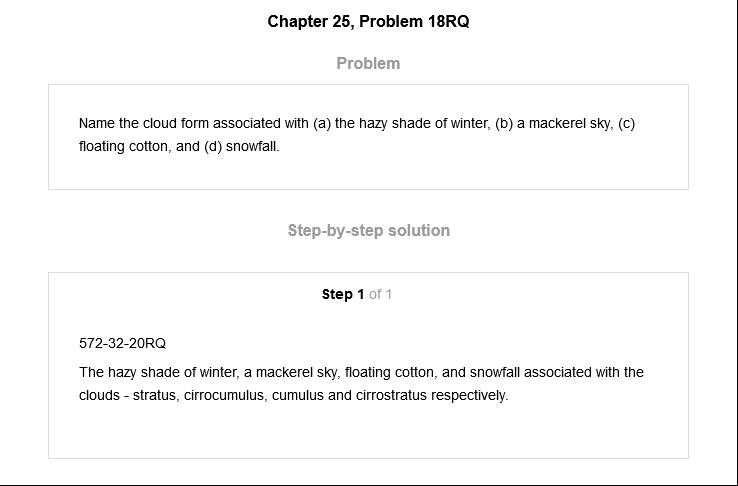 Chapter 25, Problem 18RQ
Problem
Name the cloud form associated with (a) the hazy shade of winter, (b) a mackerel sky, (c)
floating cotton, and (d) snowfall.
Step-by-step solution
Step 1 of 1
572-32-20RQ
The hazy shade of winter, a mackerel sky, floating cotton, and snowfall associated with the
clouds - stratus, cirrocumulus, cumulus and cirrostratus respectively.